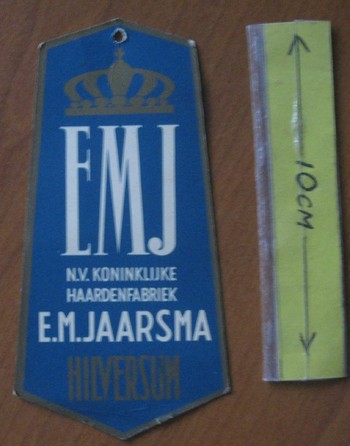 EMJ
N.V. KONINKLIJKE
HAARDENFABRIEK
E.M.JAARSMA
HILVERSUM
10CM